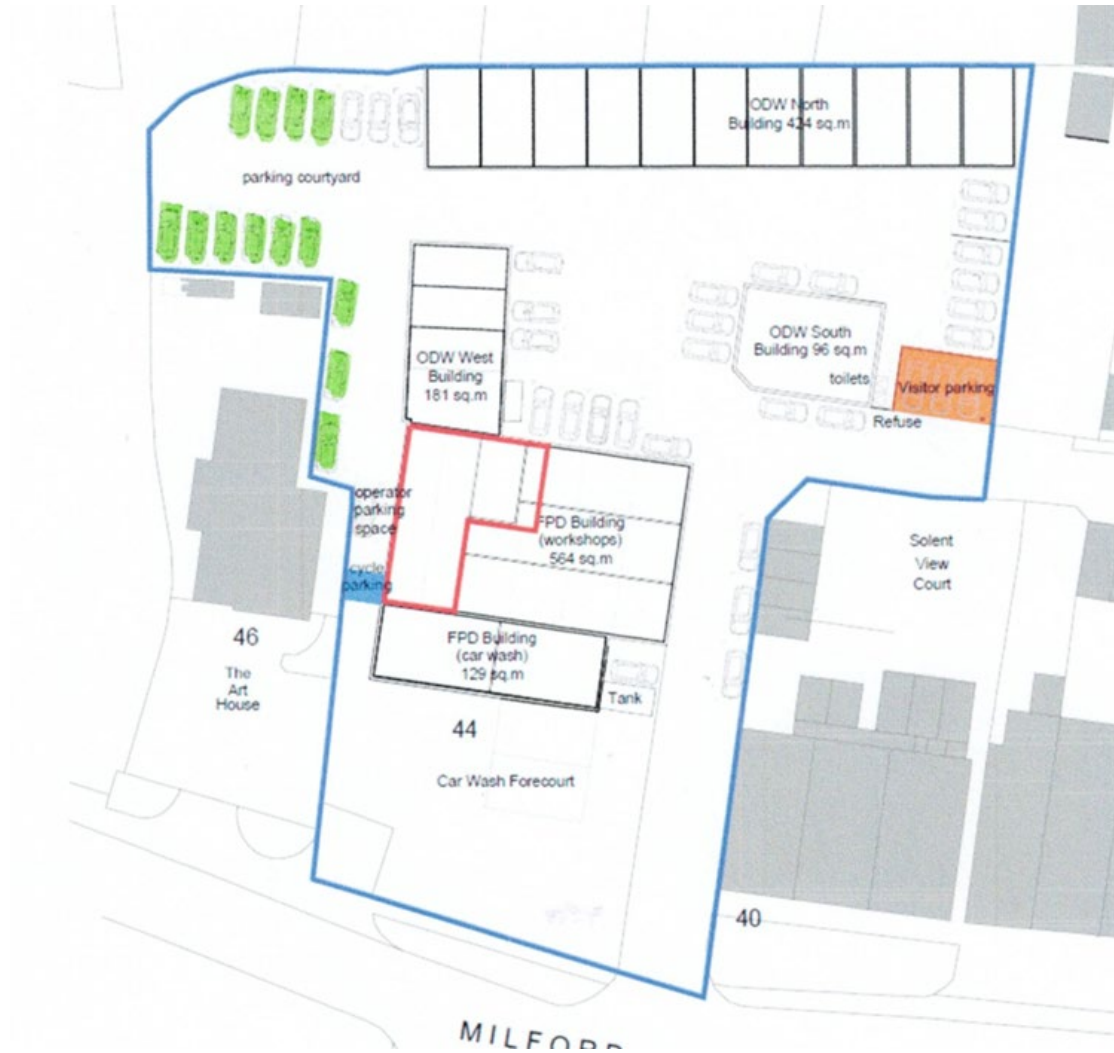 ODW North
Building 424 sq.m
parking courtyard
ODW West
Building
181 sq.m
ODW South
Building 96 sq.m
toilets
Visitor parking
Refuse
operator
parking
space
cycle
parking
FPD Building
(workshops)
564 sq.m
Solent
View
Court
46
The
Art
House
FPD Building
(car wash)
129 sq.m
Tank
44
Car Wash Forecourt
40
MILFORD